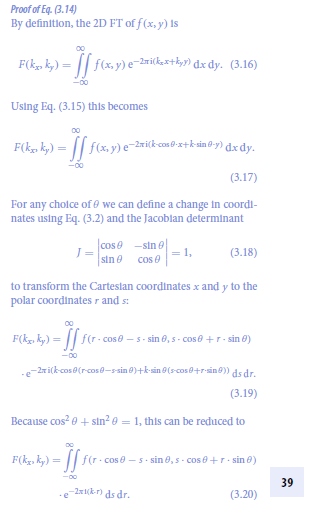 Proof of Eq. (3.14)
By definition, the 2D FT of f(x, y) is
F(kx, ky) = ∬_{-∞}^{∞} f(x, y) e^{−2πi(kxx+kyy)} dx dy. (3.16)
Using Eq. (3.15) this becomes
F(kx, ky) = ∬_{-∞}^{∞} f(x, y) e^{−2πi(k·cos θ·x+k·sin θ·y)} dx dy.
(3.17)
For any choice of θ we can define a change in coordi-
nates using Eq. (3.2) and the Jacobian determinant
J = |cos θ −sin θ
sin θ cos θ| = 1, (3.18)
to transform the Cartesian coordinates x and y to the
polar coordinates r and s:
F(kx, ky) = ∬_{-∞}^{∞} f(r · cos θ − s · sin θ, s · cos θ + r · sin θ)
· e^{−2πi(k·cos θ(r·cos θ−s·sin θ)+k·sin θ(s·cos θ+r·sin θ))} ds dr.
(3.19)
Because cos² θ + sin² θ = 1, this can be reduced to
F(kx, ky) = ∬_{-∞}^{∞} f(r · cos θ − s · sin θ, s · cos θ + r · sin θ)
· e^{−2πi(k·r)} ds dr. (3.20)
39